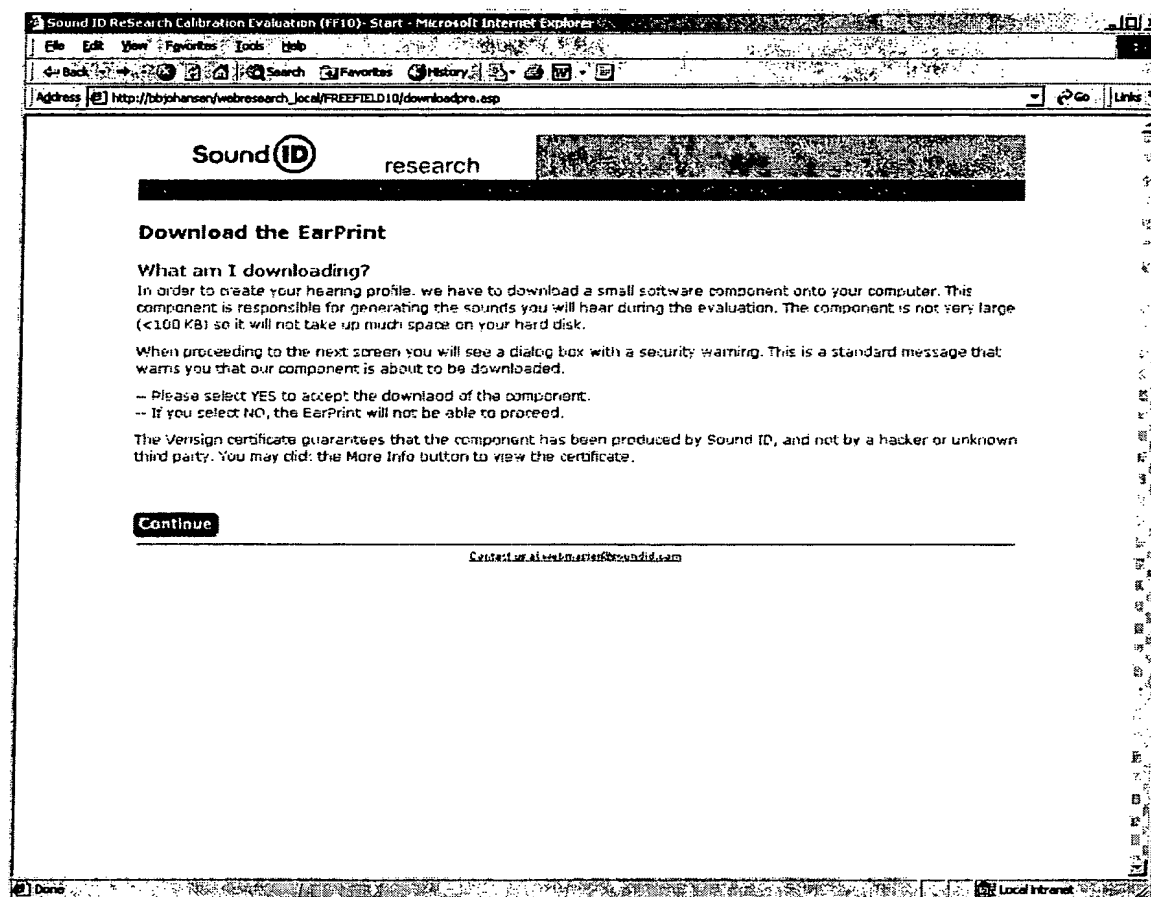 Sound ID ReSearch Calibration Evaluation (FF10)- Start - Microsoft Internet Explorer
File Edit View Favorites Tools Help
Back Search Favorites History
Address http://bbjohansen/webresearch_local/FREEFIELD10/downloadpre.asp Go Links
Sound ID research
Download the EarPrint
What am I downloading?
In order to create your hearing profile, we have to download a small software component onto your computer. This
component is responsible for generating the sounds you will hear during the evaluation. The component is not very large
(<100 KB) so it will not take up much space on your hard disk.
When proceeding to the next screen you will see a dialog box with a security warning. This is a standard message that
warns you that our component is about to be downloaded.
-- Please select YES to accept the downlaod of the component.
-- If you select NO, the EarPrint will not be able to proceed.
The Verisign certificate guarantees that the component has been produced by Sound ID, and not by a hacker or unknown
third party. You may click the More Info button to view the certificate.
Continue
Contact us at webmaster@soundid.com
Done Local intranet